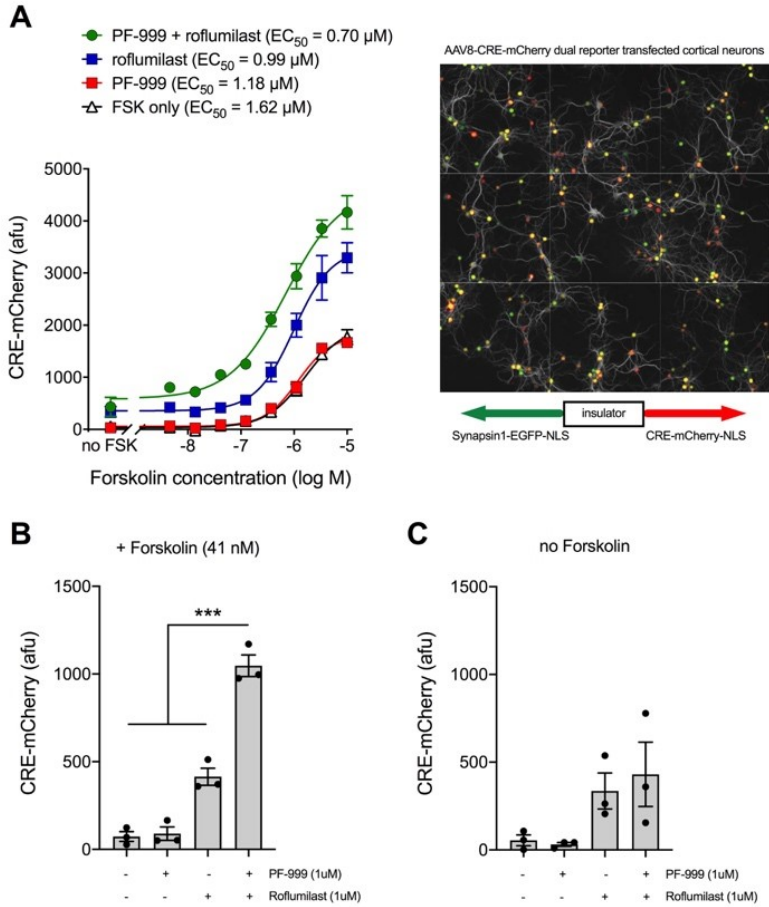 A
PF-999 + roflumilast (EC50 = 0.70 µM)
roflumilast (EC50 = 0.99 µM)
PF-999 (EC50 = 1.18 µM)
FSK only (EC50 = 1.62 µM)
5000
4000
3000
2000
1000
0
CRE-mCherry (afu)
no FSK
-8
-7
-6
-5
Forskolin concentration (log M)
AAV8-CRE-mCherry dual reporter transfected cortical neurons
insulator
Synapsin1-EGFP-NLS
CRE-mCherry-NLS
B
+ Forskolin (41 nM)
1500
1000
500
0
CRE-mCherry (afu)
***
- + - + PF-999 (1uM)
- - + + Roflumilast (1uM)
C
no Forskolin
1500
1000
500
0
CRE-mCherry (afu)
- + - + PF-999 (1uM)
- - + + Roflumilast (1uM)